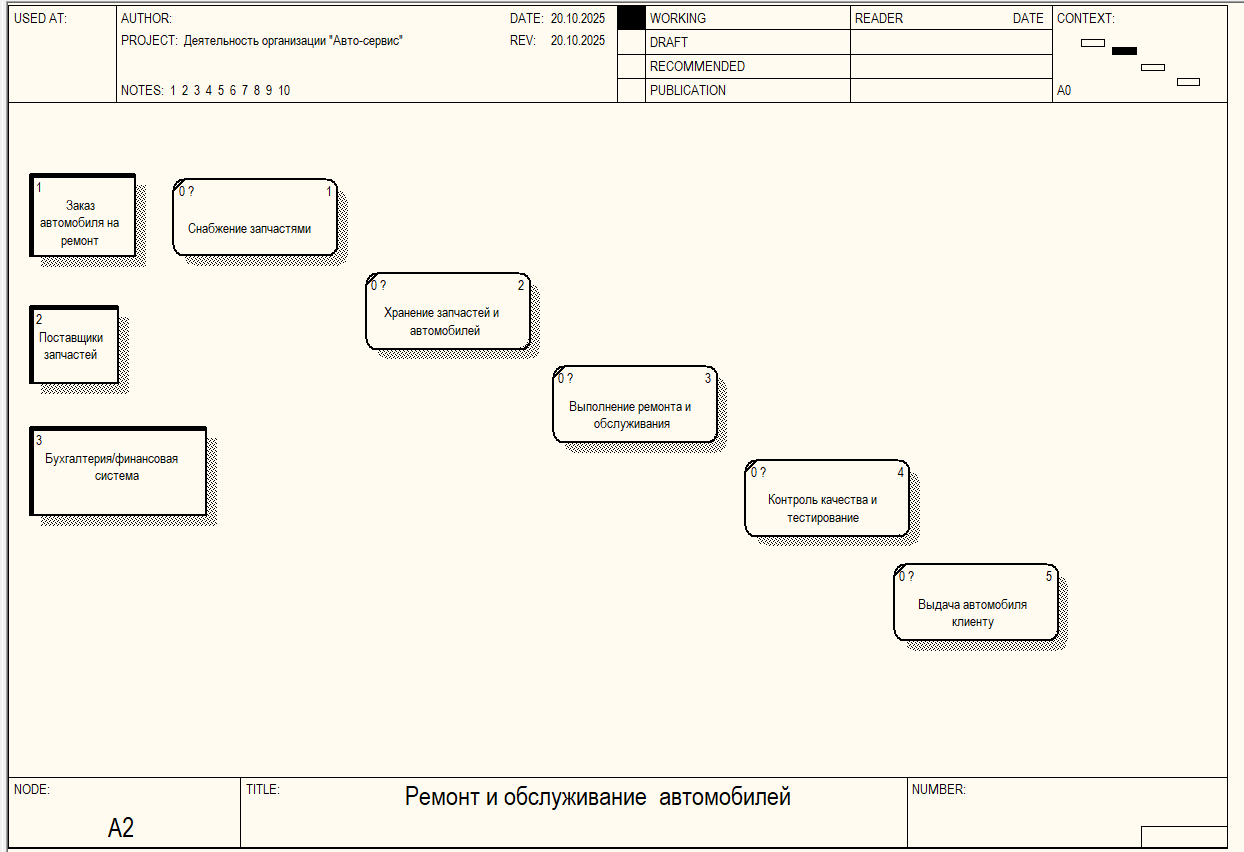 USED AT:
AUTHOR:
DATE: 20.10.2025
PROJECT: Деятельность организации "Авто-сервис"
REV: 20.10.2025
NOTES: 1 2 3 4 5 6 7 8 9 10
WORKING
DRAFT
RECOMMENDED
PUBLICATION
READER
DATE
CONTEXT:
A0
1
Заказ
автомобиля на
ремонт
0 ?
1
Снабжение запчастями
0 ?
2
Хранение запчастей и
автомобилей
2
Поставщики
запчастей
0 ?
3
Выполнение ремонта и
обслуживания
3
Бухгалтерия/финансовая
система
0 ?
4
Контроль качества и
тестирование
0 ?
5
Выдача автомобиля
клиенту
NODE:
A2
TITLE:
Ремонт и обслуживание автомобилей
NUMBER: